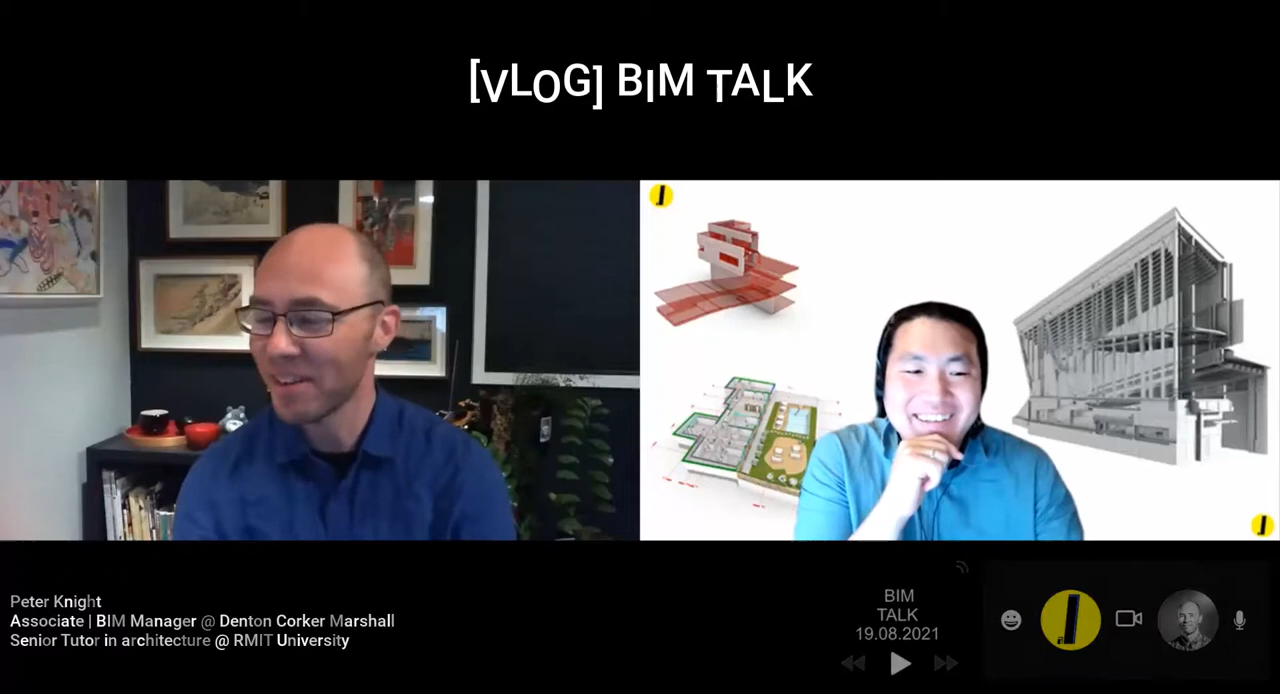 [VLOG] BIM TALK
Peter Knight
Associate | BIM Manager @ Denton Corker Marshall
Senior Tutor in architecture @ RMIT University
BIM
TALK
19.08.2021